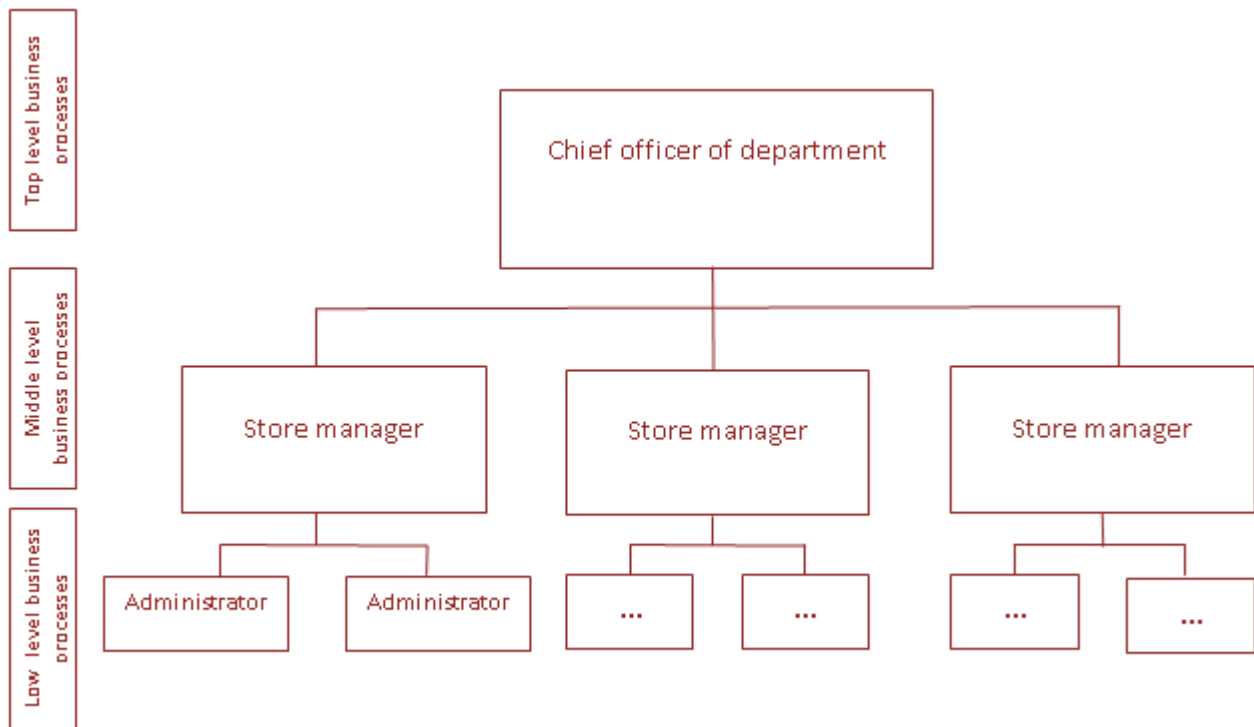 Top level business
processes
Chief officer of department
Middle level
business processes
Store manager
Store manager
Store manager
Low level business
processes
Administrator
Administrator
...
...
...
...